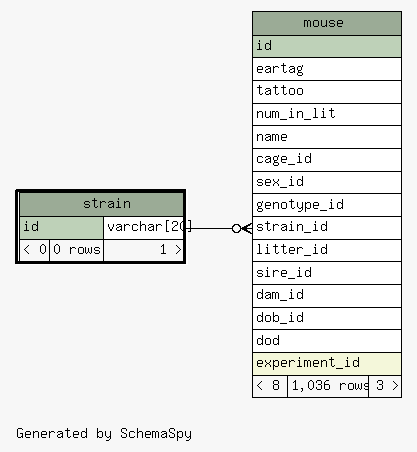 mouse
id
eartag
tattoo
num_in_lit
name
cage_id
sex_id
genotype_id
strain_id
litter_id
sire_id
dam_id
dob_id
dod
experiment_id
< 8 1,036 rows 3 >
strain
id varchar[20]
< 0 0 rows 1 >
Generated by SchemaSpy